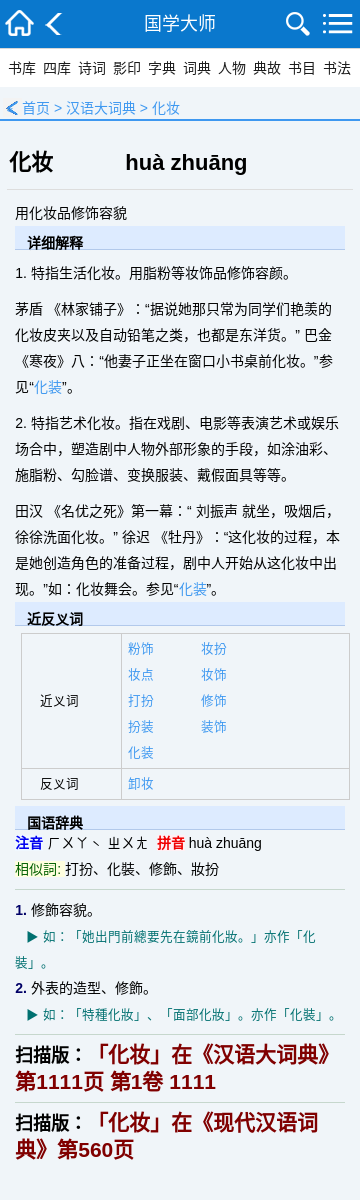 国学大师
书库 四库 诗词 影印 字典 词典 人物 典故 书目 书法
首页 > 汉语大词典 > 化妆
化妆 huà zhuāng
用化妆品修饰容貌
详细解释
1. 特指生活化妆。用脂粉等妆饰品修饰容颜。
茅盾 《林家铺子》：“据说她那只常为同学们艳羡的
化妆皮夹以及自动铅笔之类，也都是东洋货。” 巴金
《寒夜》八：“他妻子正坐在窗口小书桌前化妆。”参
见“化装”。
2. 特指艺术化妆。指在戏剧、电影等表演艺术或娱乐
场合中，塑造剧中人物外部形象的手段，如涂油彩、
施脂粉、勾脸谱、变换服装、戴假面具等等。
田汉 《名优之死》第一幕：“ 刘振声 就坐，吸烟后，
徐徐洗面化妆。” 徐迟 《牡丹》：“这化妆的过程，本
是她创造角色的准备过程，剧中人开始从这化妆中出
现。”如：化妆舞会。参见“化装”。
近反义词
粉饰 妆扮
妆点 妆饰
近义词 打扮 修饰
扮装 装饰
化装
反义词 卸妆
国语辞典
注音 ㄏㄨㄚˋ ㄓㄨㄤ 拼音 huà zhuāng
相似詞: 打扮、化裝、修飾、妝扮
1. 修飾容貌。
▶ 如：「她出門前總要先在鏡前化妝。」亦作「化
裝」。
2. 外表的造型、修飾。
▶ 如：「特種化妝」、「面部化妝」。亦作「化裝」。
扫描版：「化妆」在《汉语大词典》
第1111页 第1卷 1111
扫描版：「化妆」在《现代汉语词
典》第560页